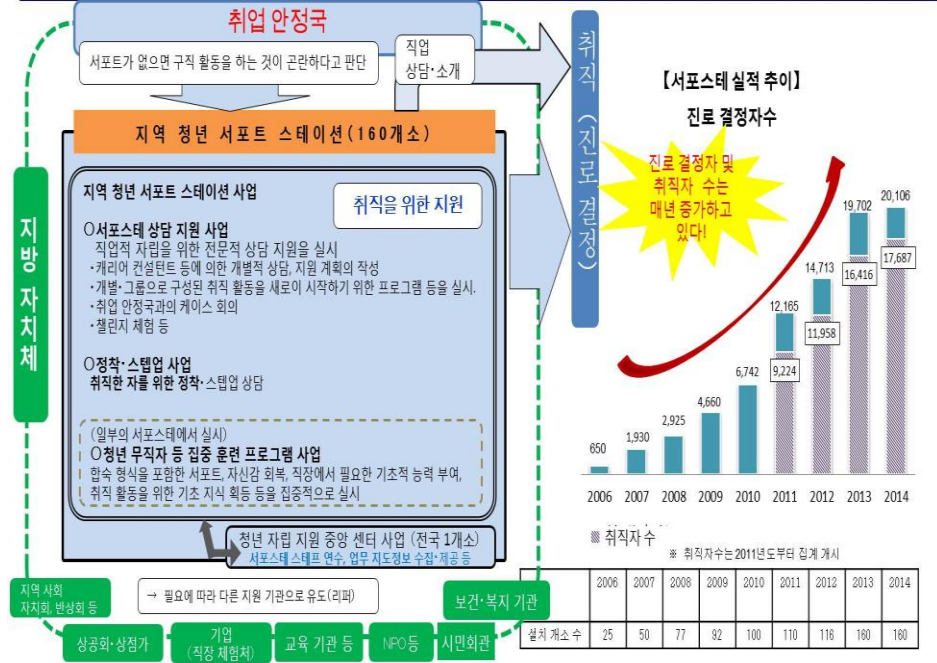 취업 안정국
서포트가 없으면 구직 활동을 하는 것이 곤란하다고 판단
직업
상담·소개
지역 청년 서포트 스테이션(160개소)
지역 청년 서포트 스테이션 사업
취직을 위한 지원
○서포스테 상담 지원 사업
직업적 자립을 위한 전문적 상담 지원을 실시
·캐리어 컨설턴트 등에 의한 개별적 상담, 지원 계획의 작성
·개별·그룹으로 구성된 취직 활동을 새로이 시작하기 위한 프로그램 등을 실시.
·취업 안정국과의 케이스 회의
·챌린지 체험 등
○정착·스텝업 사업
취직한 자를 위한 정착·스텝업 상담
(일부의 서포스테에서 실시)
○청년 무직자 등 집중 훈련 프로그램 사업
합숙 형식을 포함한 서포트, 자신감 회복, 직장에서 필요한 기초적 능력 부여,
취직 활동을 위한 기초 지식 획등 등을 집중적으로 실시
청년 자립 지원 중앙 센터 사업 (전국 1개소)
서포스테 스테프 연수, 업무 지도정보 수집·제공 등
지방 자치체
지역 사회
자치회, 반상회 등
→ 필요에 따라 다른 지원 기관으로 유도(리퍼)
보건·복지 기관
상공회·상점가
기업
(직장 체험처)
교육 기관 등
NPO등
시민회관
취직 (진로 결정)
【서포스테 실적 추이】
진로 결정자수
진로 결정자 및
취직자 수는
매년 증가하고
있다!
650
1,930
2,925
4,660
6,742
12,165
9,224
14,713
11,958
19,702
16,416
20,106
17,687
2006 2007 2008 2009 2010 2011 2012 2013 2014
취직자 수
※ 취직자수는 2011년도부터 집계 개시
2006 2007 2008 2009 2010 2011 2012 2013 2014
설치 개소 수 25 50 77 92 100 110 116 160 160